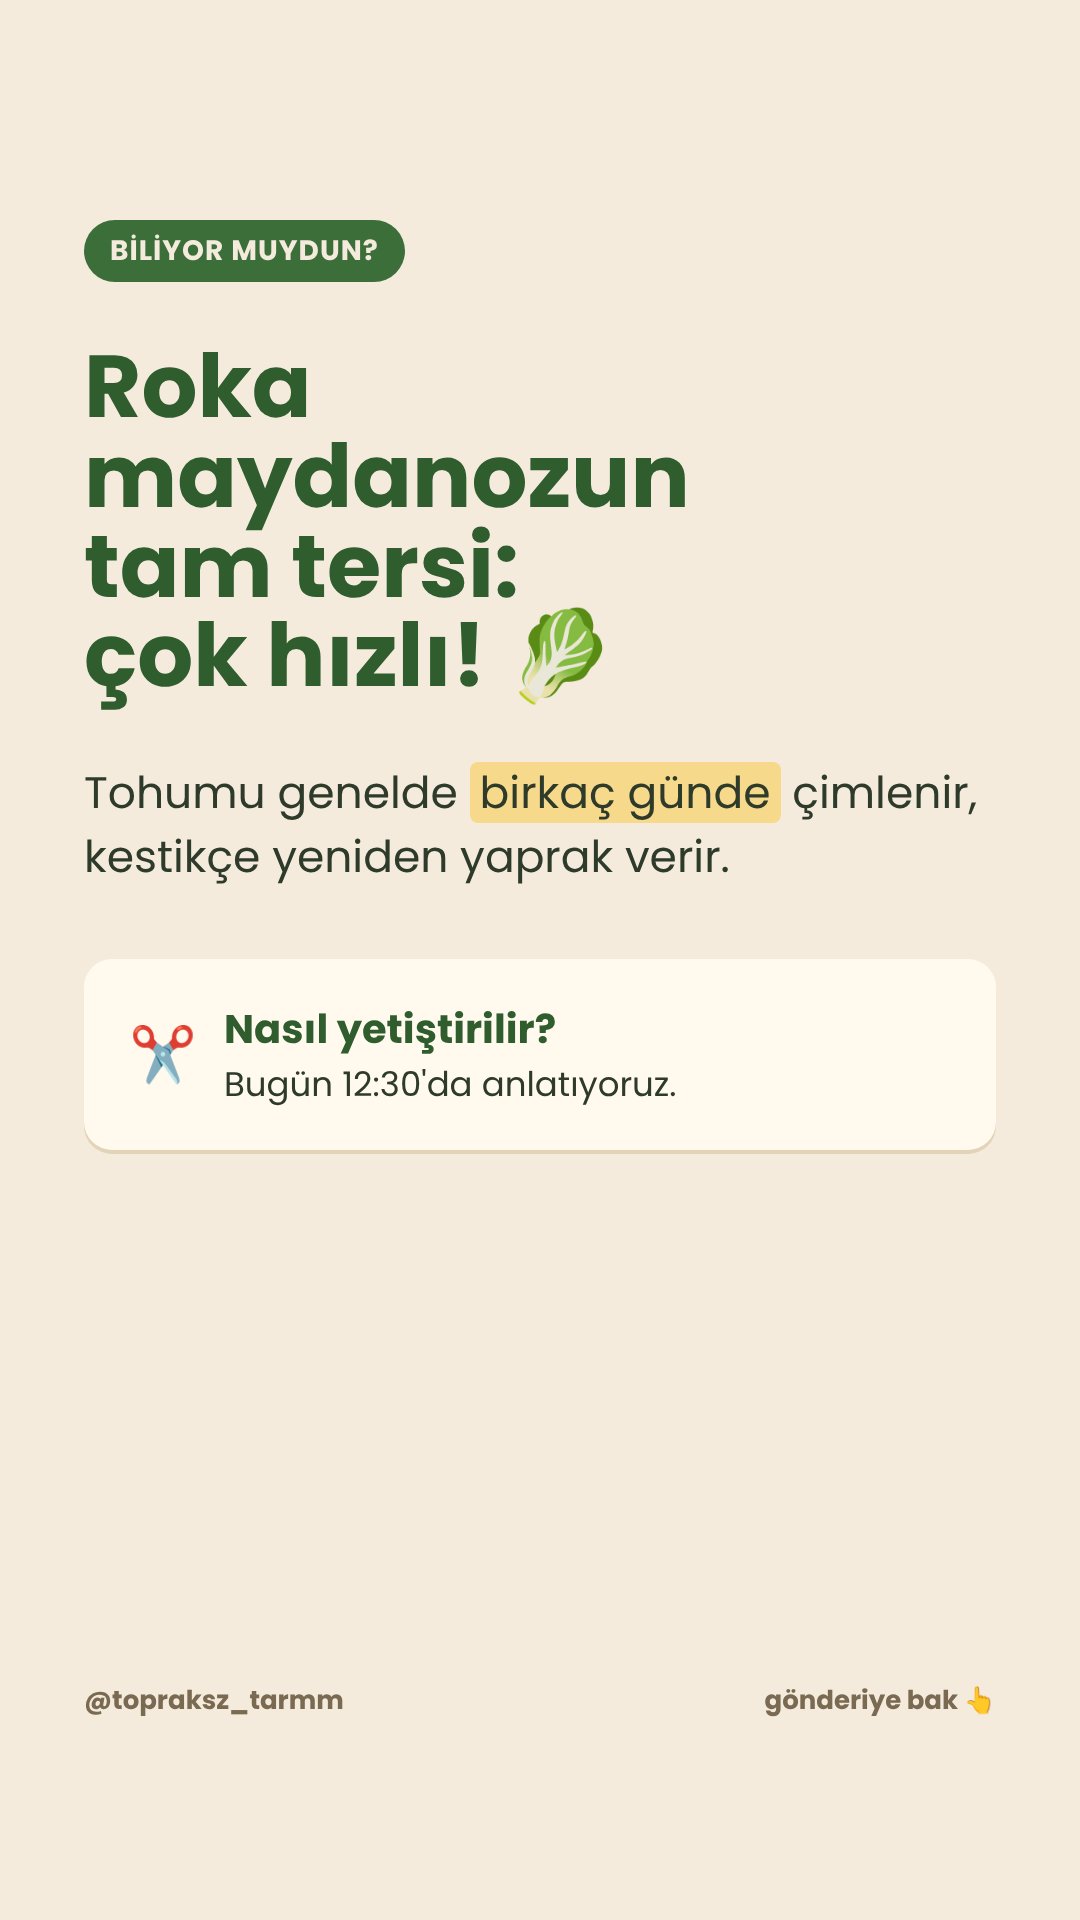 BİLİYOR MUYDUN?
Roka
maydanozun
tam tersi:
çok hızlı! 🥬
Tohumu genelde birkaç günde çimlenir,
kestikçe yeniden yaprak verir.
Nasıl yetiştirilir?
Bugün 12:30'da anlatıyoruz.
@topraksz_tarmm
gönderiye bak 👆